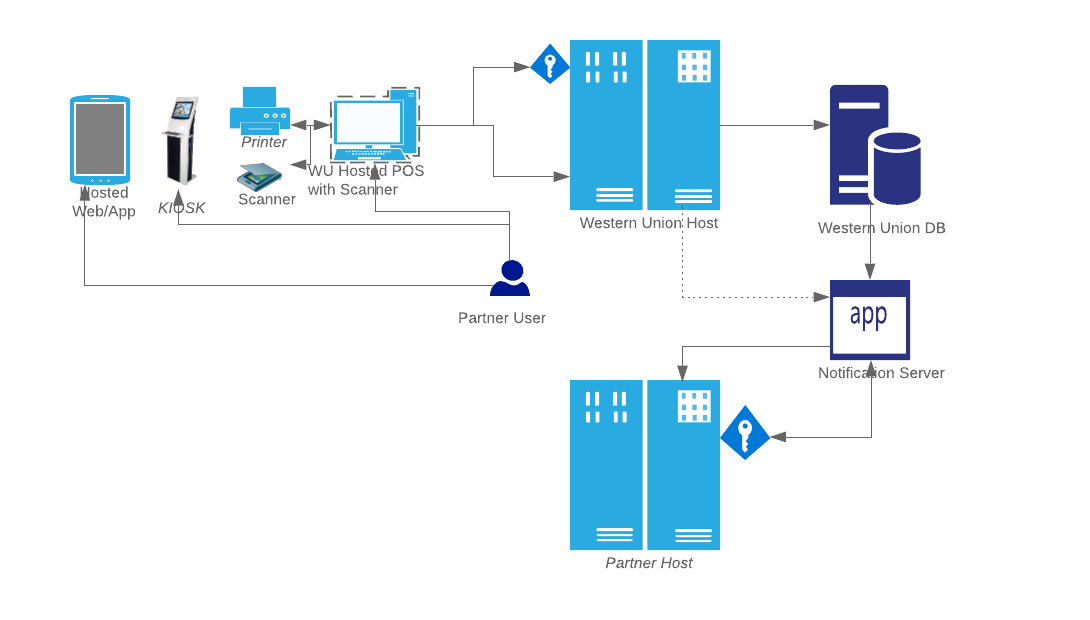 Printer
WU Hosted POS
with Scanner
Hosted
Web/App
KIOSK
Scanner
Western Union Host
Western Union DB
Partner User
app
Notification Server
Partner Host